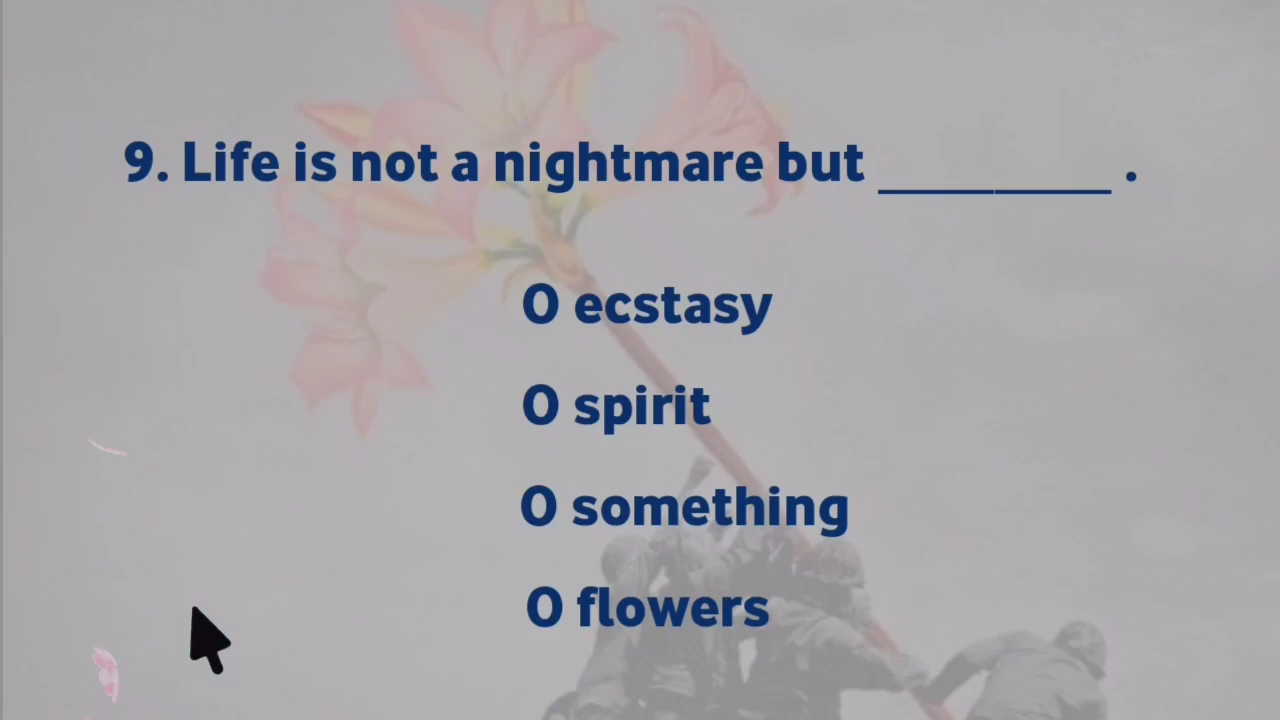 9. Life is not a nightmare but __________ .
O ecstasy
O spirit
O something
O flowers